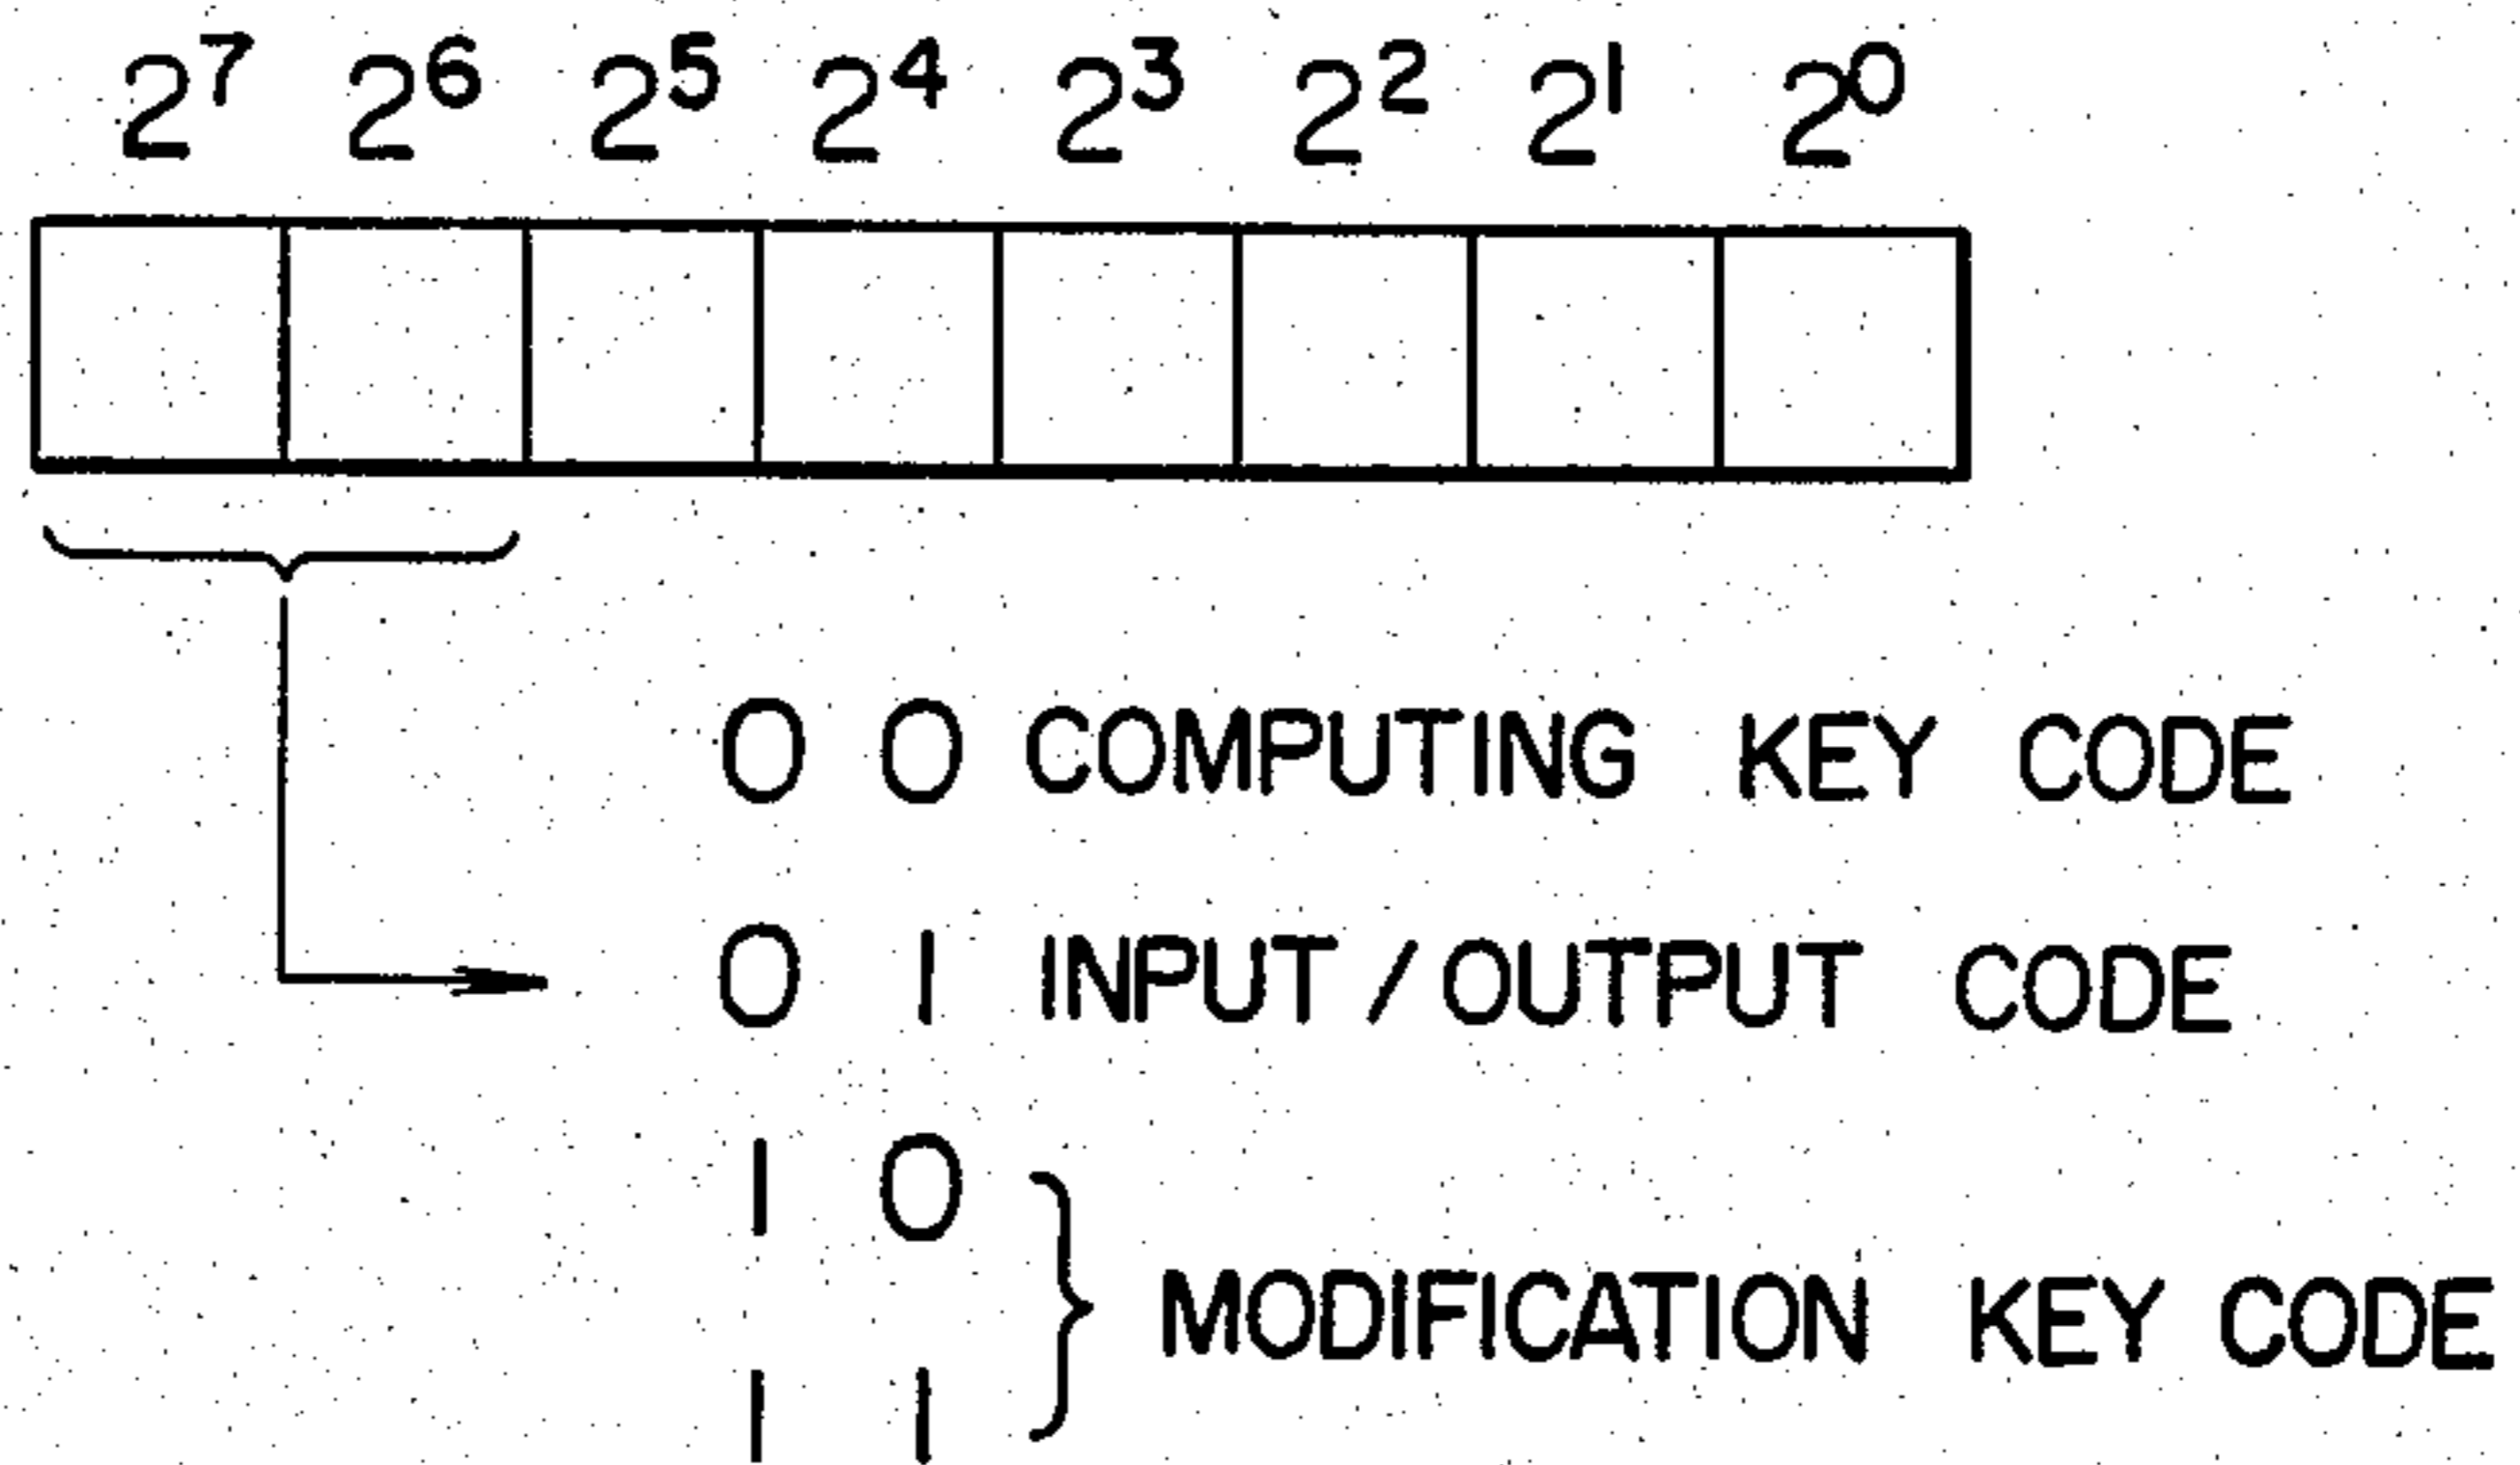 2⁷ 2⁶ 2⁵ 2⁴ 2³ 2² 2¹ 2⁰
0 0 COMPUTING KEY CODE
0 1 INPUT/OUTPUT CODE
1 0
MODIFICATION KEY CODE
1 1